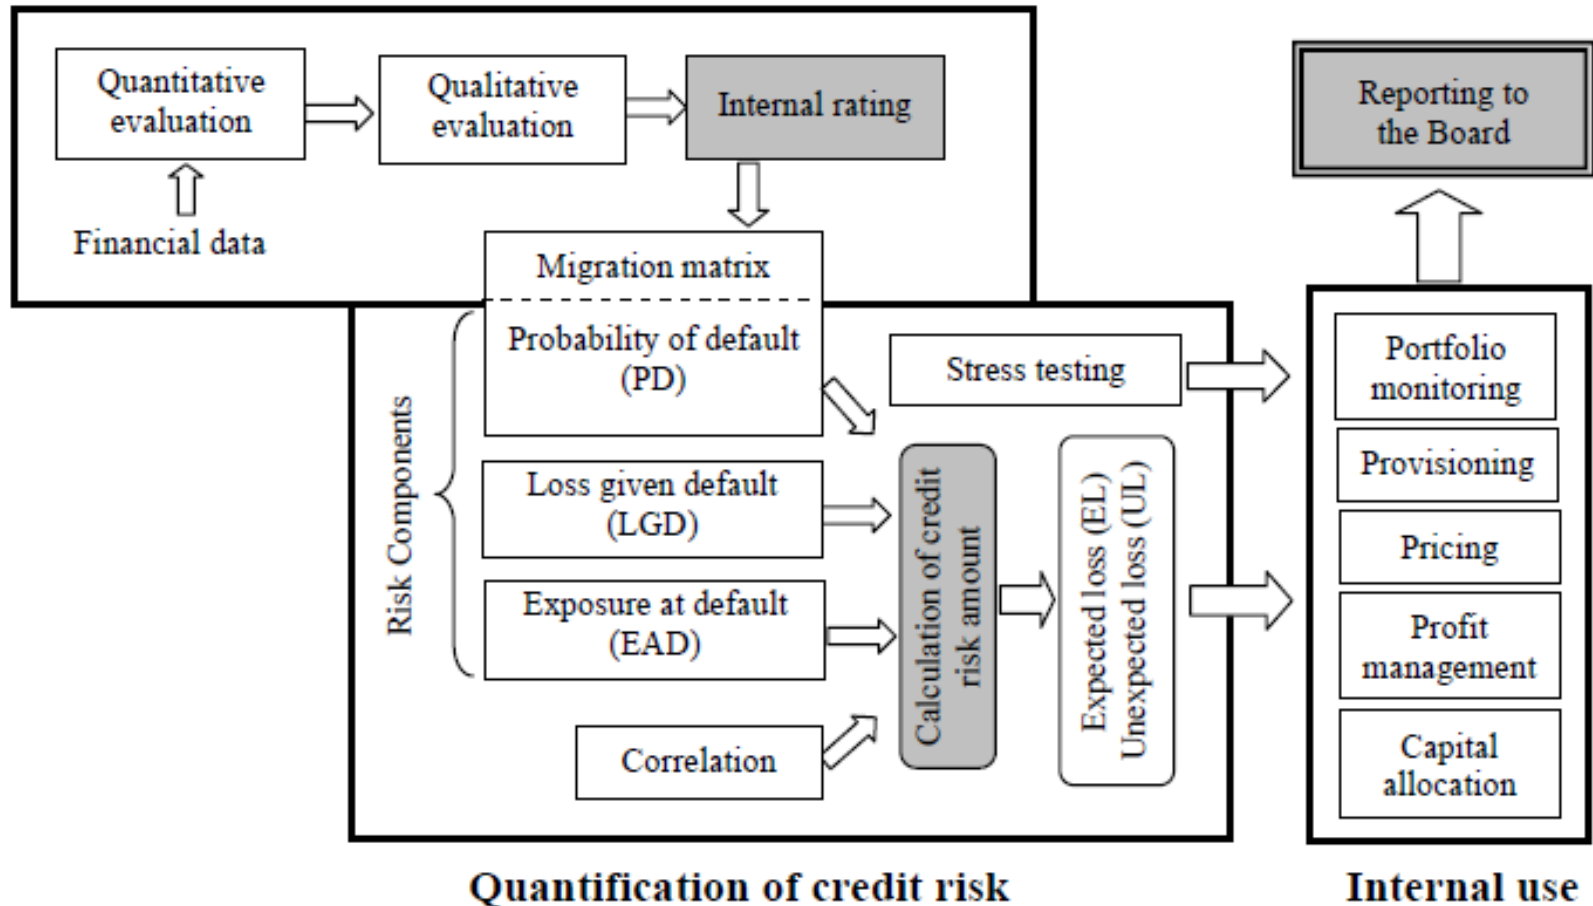 Quantitative
evaluation
Qualitative
evaluation
Internal rating
Financial data
Migration matrix
Probability of default
(PD)
Risk Components
Loss given default
(LGD)
Exposure at default
(EAD)
Correlation
Stress testing
Calculation of credit
risk amount
Expected loss (EL)
Unexpected loss (UL)
Reporting to
the Board
Portfolio
monitoring
Provisioning
Pricing
Profit
management
Capital
allocation
Quantification of credit risk
Internal use